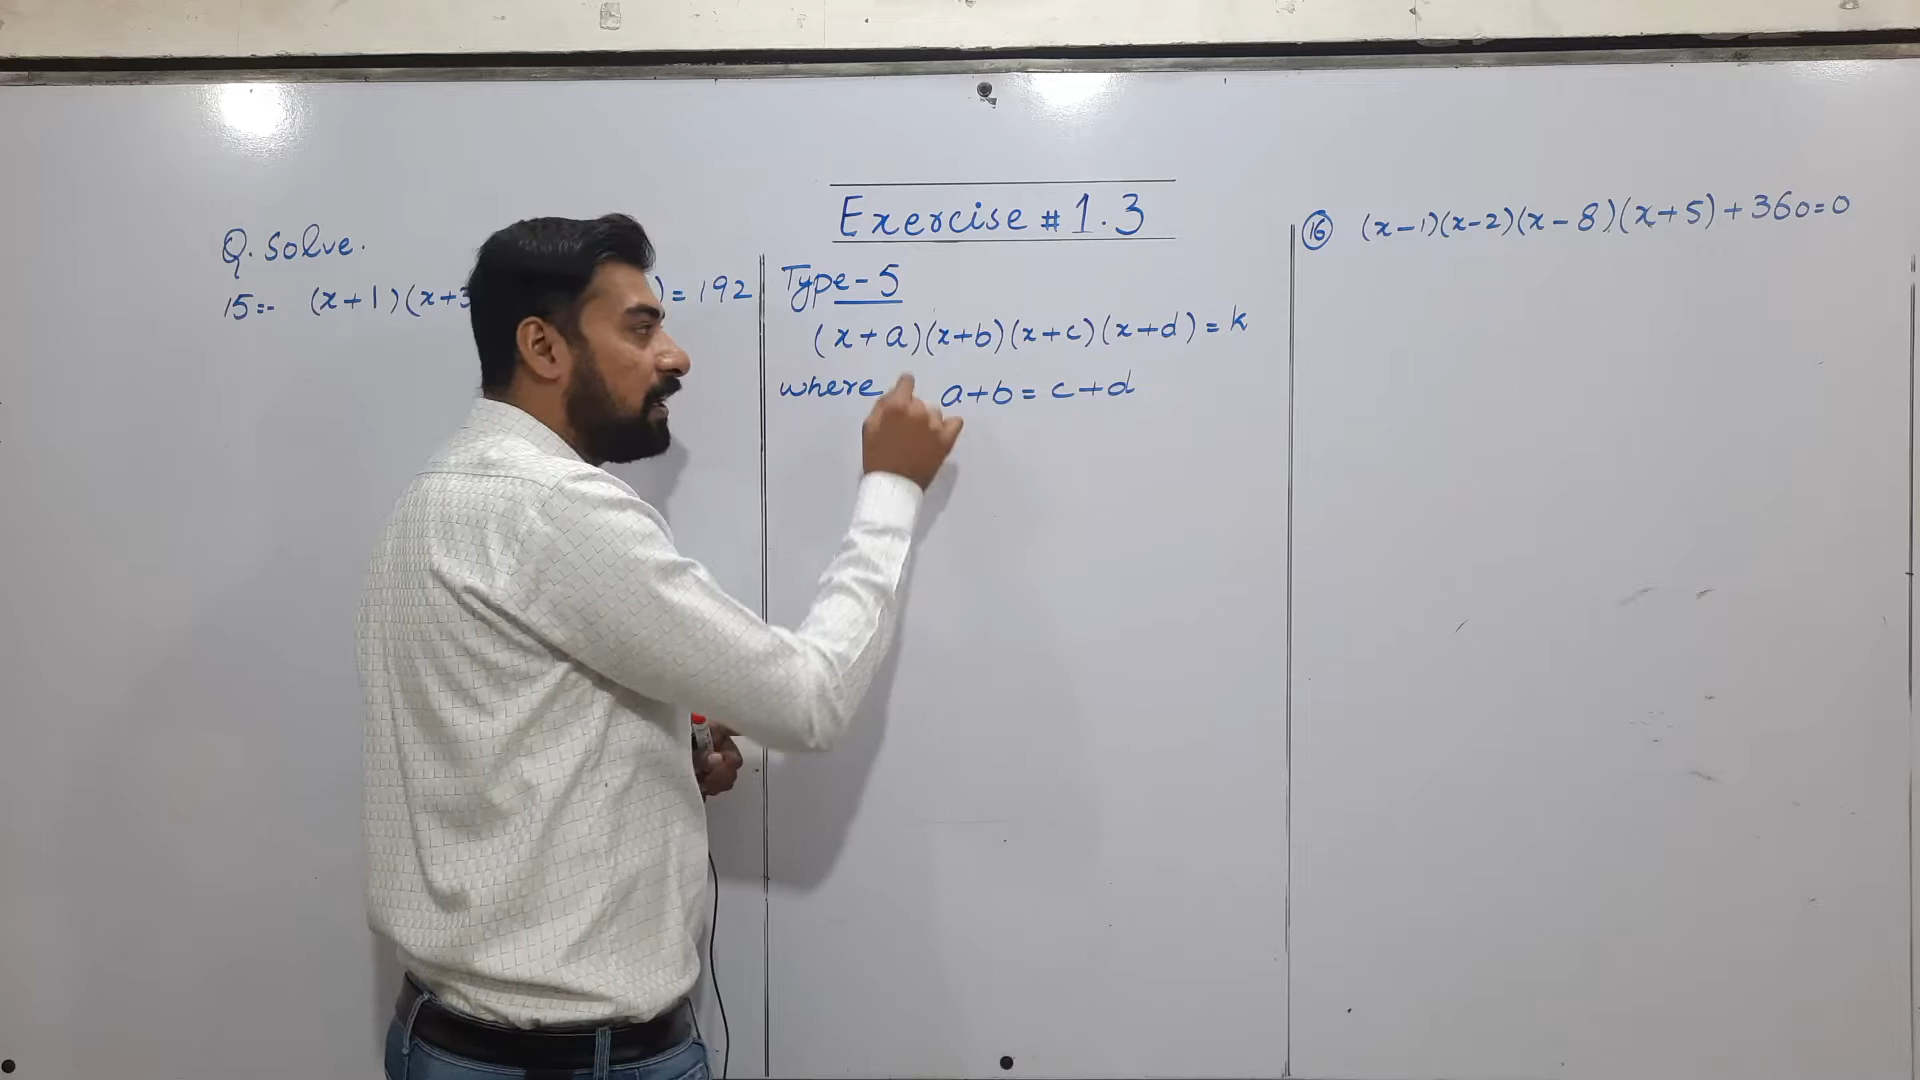 Exercise # 1.3
Q. Solve.
15:- (x+1)(x+3 )=192
Type-5
(x+a)(x+b)(x+c)(x+d)=k
where a+b=c+d
16 (x-1)(x-2)(x-8)(x+5)+360=0